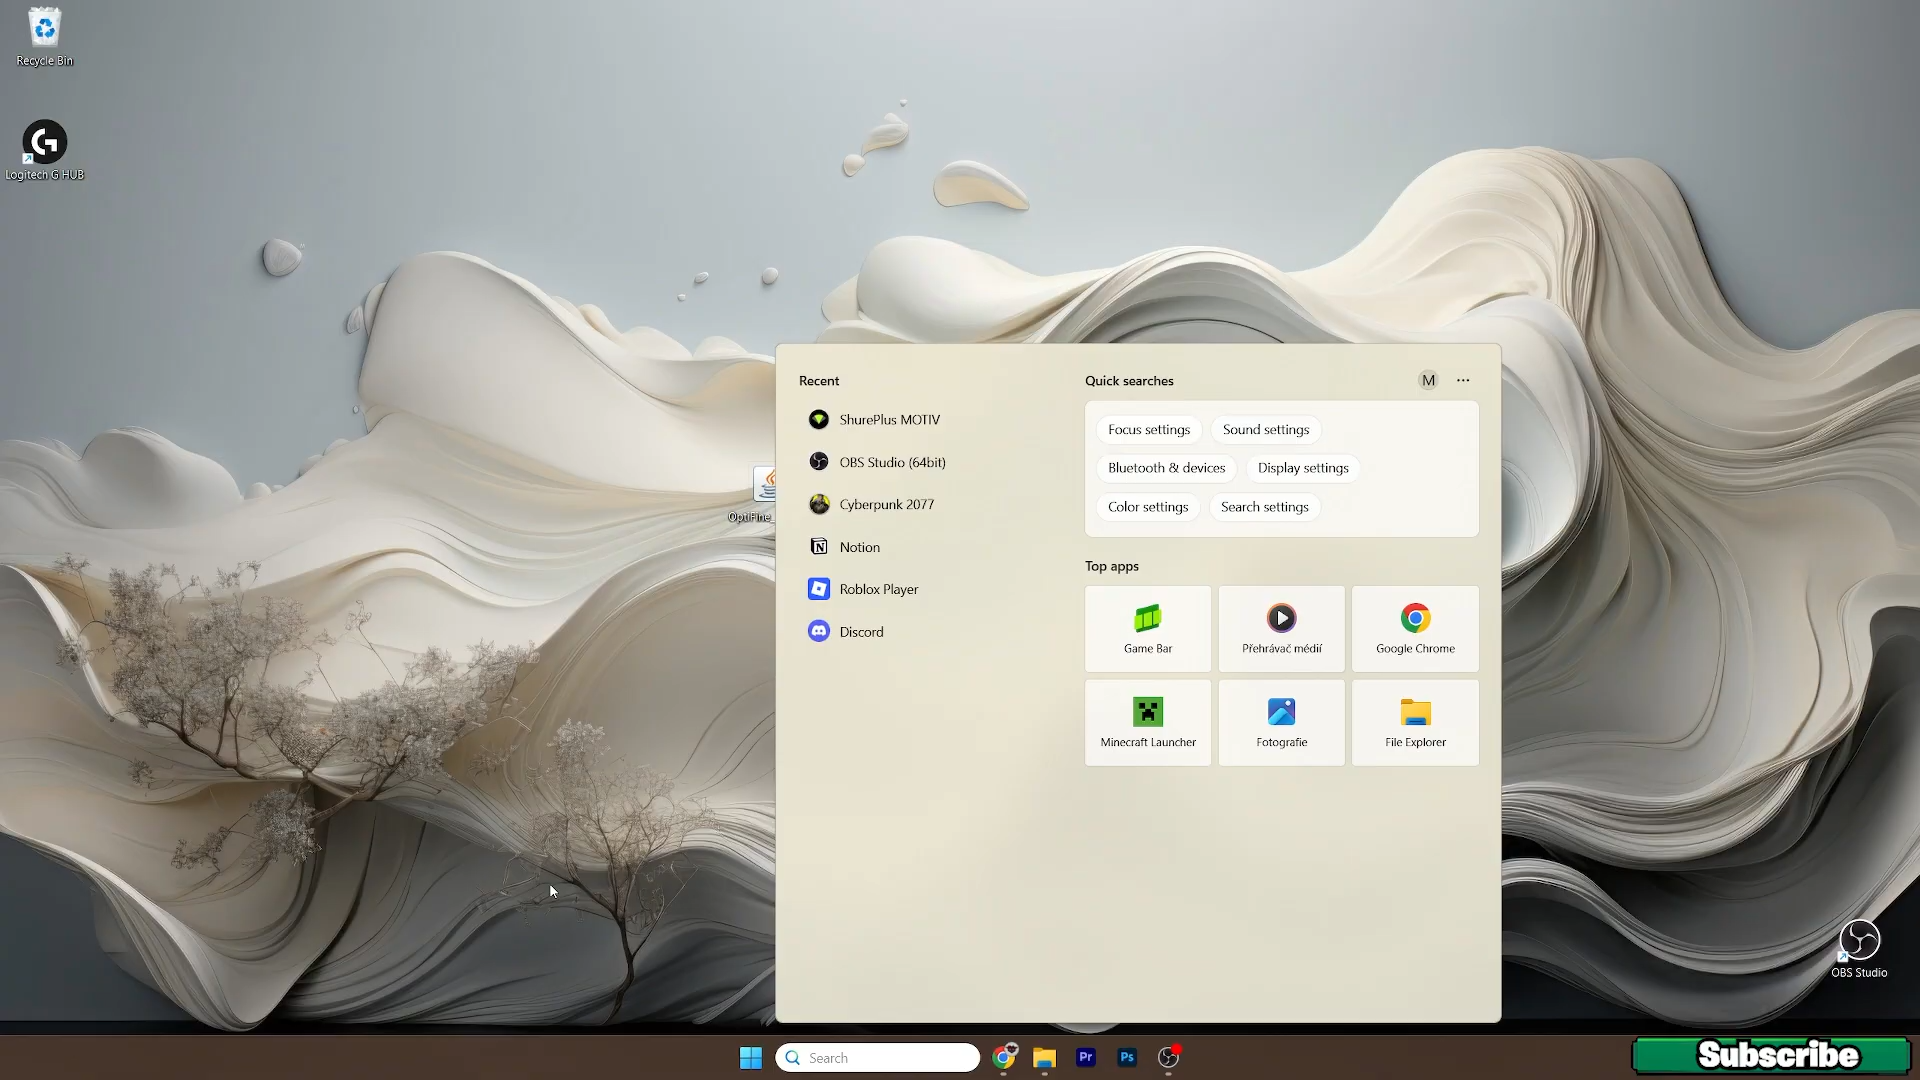 Recycle Bin
Logitech G HUB
OptiFine_
Recent
ShurePlus MOTIV
OBS Studio (64bit)
Cyberpunk 2077
Notion
Roblox Player
Discord
Quick searches
M
Focus settings
Sound settings
Bluetooth & devices
Display settings
Color settings
Search settings
Top apps
Game Bar
Přehrávač médií
Google Chrome
Minecraft Launcher
Fotografie
File Explorer
OBS Studio
Search
Pr
Ps
Subscribe